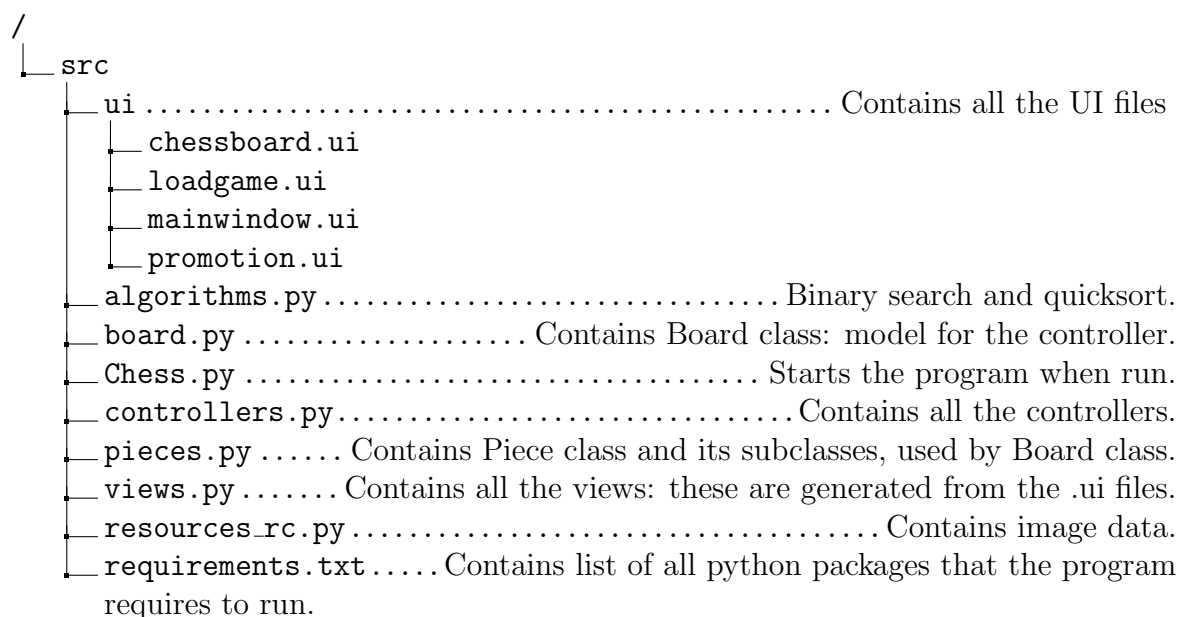 /
src
ui ................................................ Contains all the UI files
chessboard.ui
loadgame.ui
mainwindow.ui
promotion.ui
algorithms.py................................ Binary search and quicksort.
board.py .................... Contains Board class: model for the controller.
Chess.py .................................... Starts the program when run.
controllers.py................................Contains all the controllers.
pieces.py ...... Contains Piece class and its subclasses, used by Board class.
views.py....... Contains all the views: these are generated from the .ui files.
resources_rc.py..................................... Contains image data.
requirements.txt.....Contains list of all python packages that the program
requires to run.